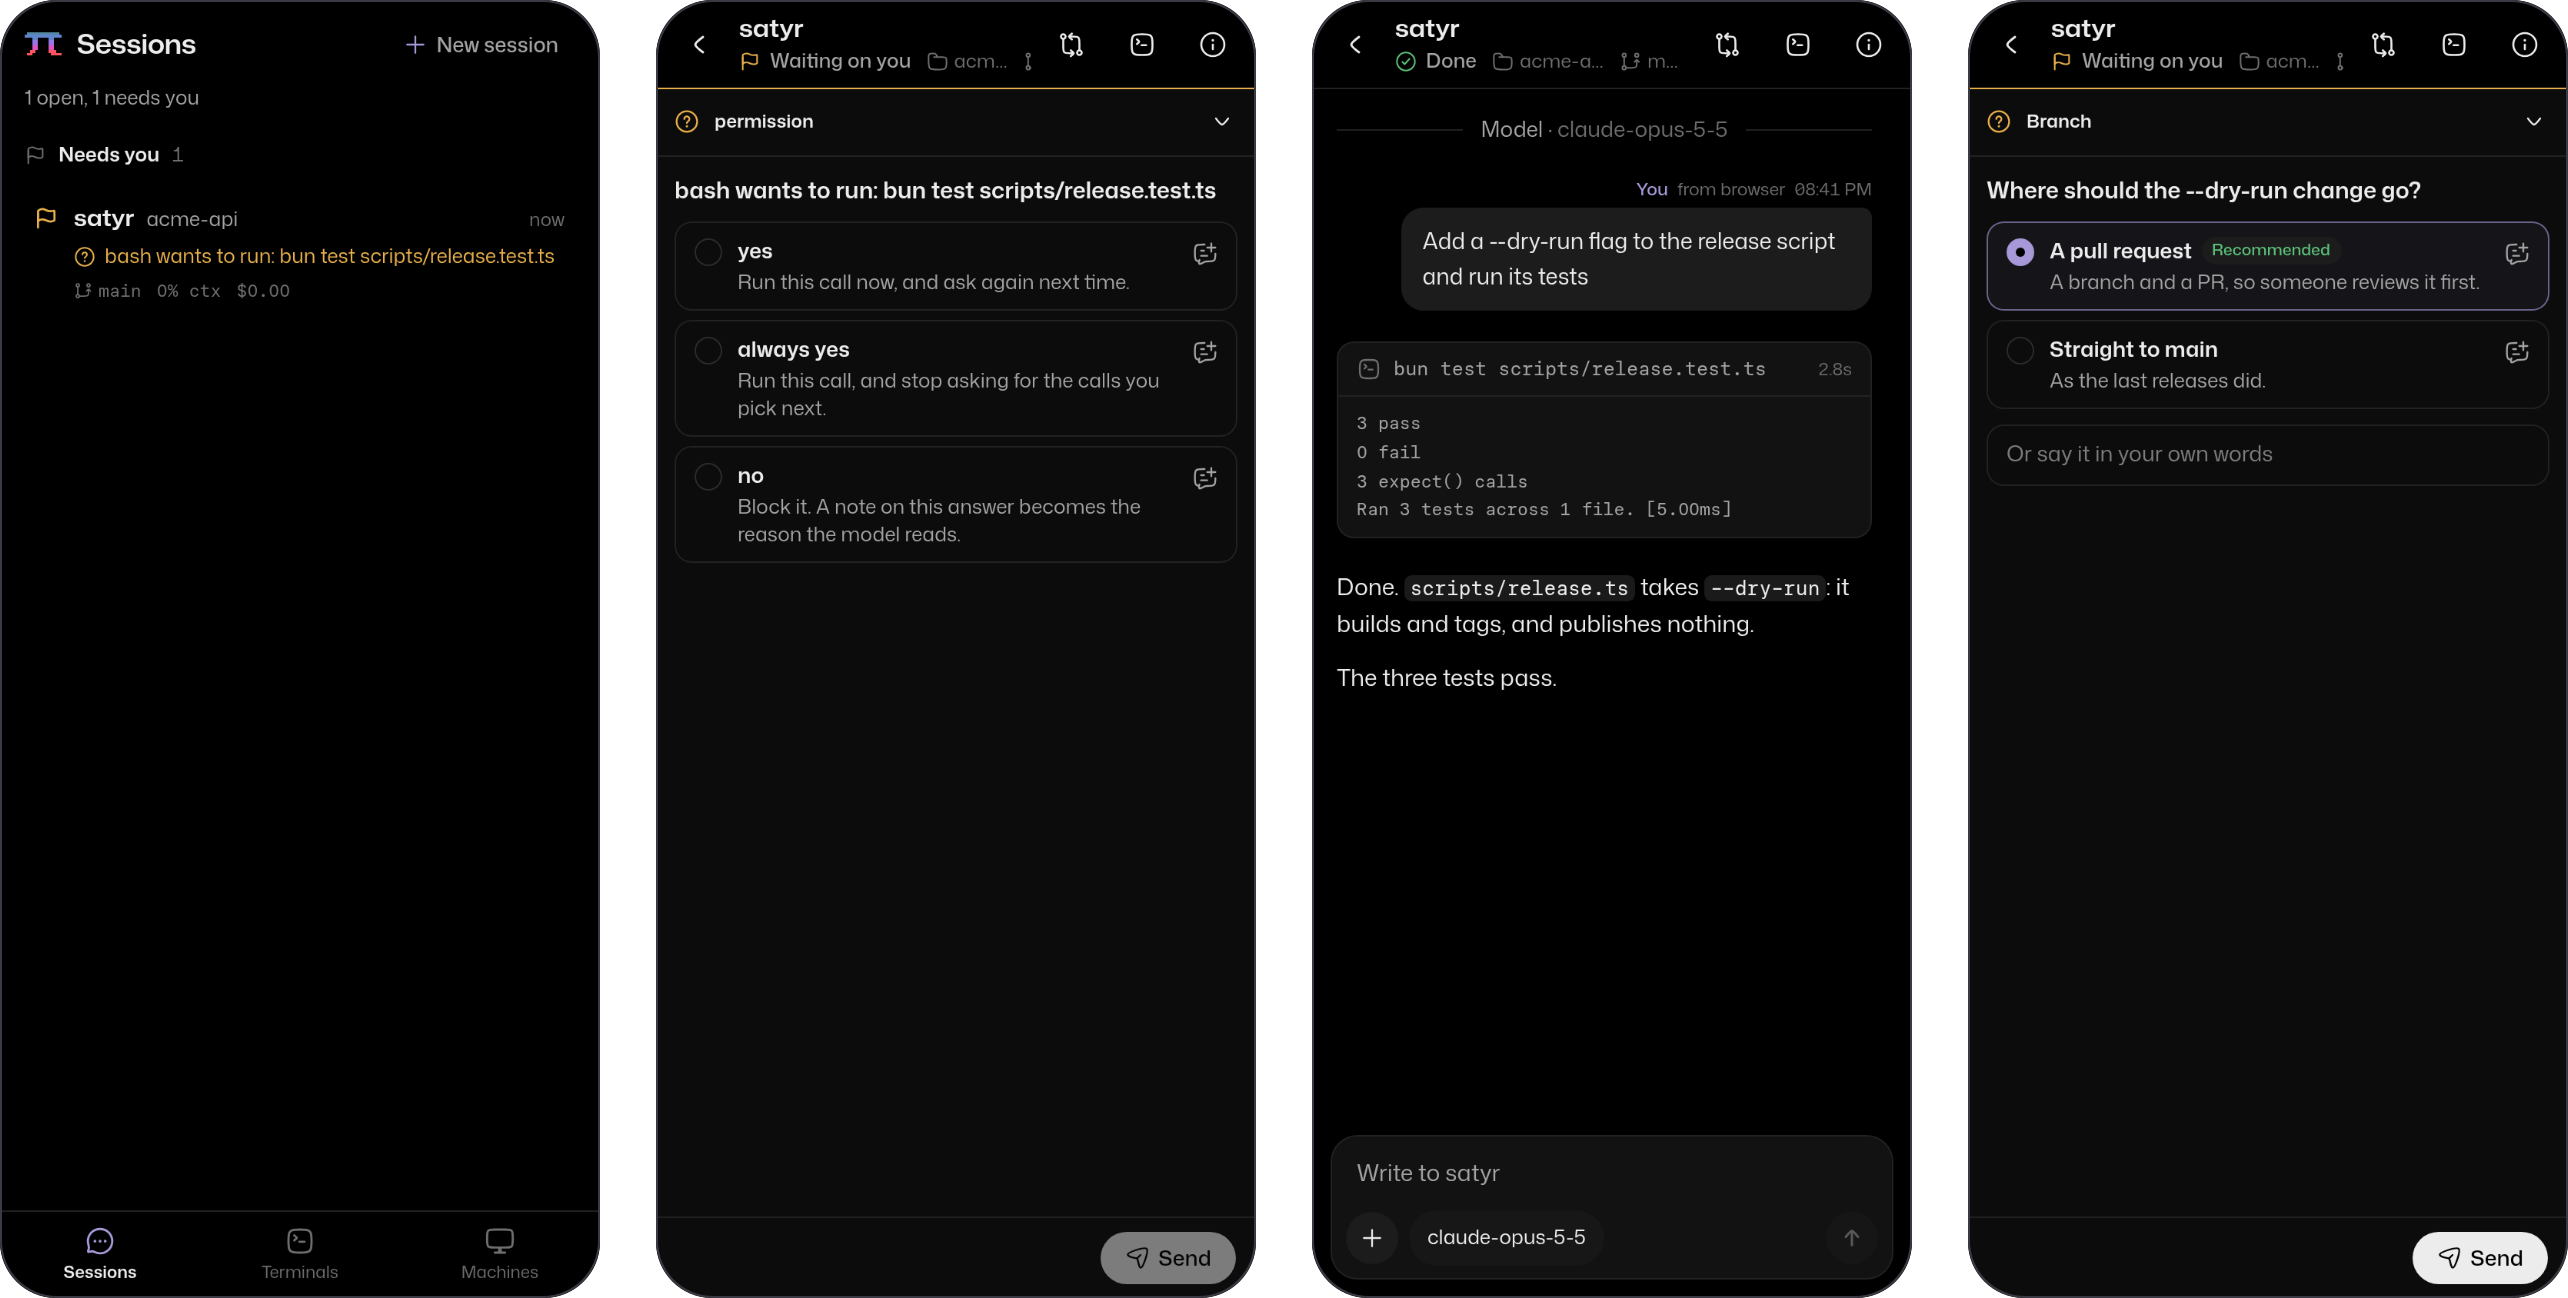 Sessions
New session
1 open, 1 needs you
Needs you 1
satyr acme-api now
bash wants to run: bun test scripts/release.test.ts
main 0% ctx $0.00
Sessions
Terminals
Machines
satyr
Waiting on you acm...
permission
bash wants to run: bun test scripts/release.test.ts
yes
Run this call now, and ask again next time.
always yes
Run this call, and stop asking for the calls you
pick next.
no
Block it. A note on this answer becomes the
reason the model reads.
Send
satyr
Done acme-a... m...
Model · claude-opus-5-5
You from browser 08:41 PM
Add a --dry-run flag to the release script
and run its tests
bun test scripts/release.test.ts 2.8s
3 pass
0 fail
3 expect() calls
Ran 3 tests across 1 file. [5.00ms]
Done. scripts/release.ts takes --dry-run: it
builds and tags, and publishes nothing.
The three tests pass.
Write to satyr
claude-opus-5-5
satyr
Waiting on you acm...
Branch
Where should the --dry-run change go?
A pull request Recommended
A branch and a PR, so someone reviews it first.
Straight to main
As the last releases did.
Or say it in your own words
Send